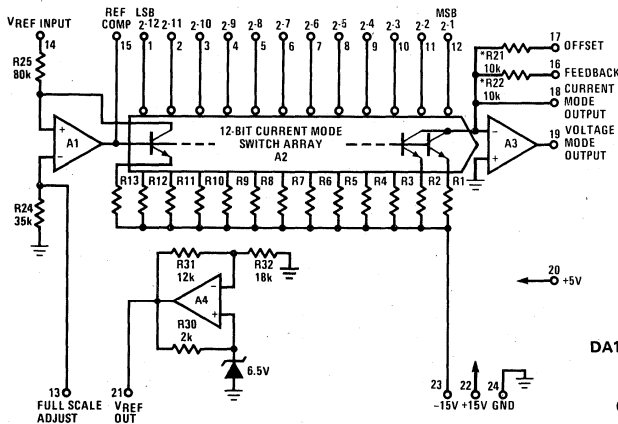 VREF INPUT
14
REF
COMP
15
LSB
2-12 2-11 2-10 2-9 2-8 2-7 2-6 2-5 2-4 2-3 2-2
MSB
2-1
1 2 3 4 5 6 7 8 9 10 11 12
17 OFFSET
*R21
10k
16 FEEDBACK
*R22
10k
18 CURRENT
MODE
OUTPUT
19 VOLTAGE
MODE
OUTPUT
R25
80k
+
A1
-
12-BIT CURRENT MODE
SWITCH ARRAY
A2
-
A3
+
R24
35k
R13 R12 R11 R10 R9 R8 R7 R6 R5 R4 R3 R2 R1
R31
12k
R32
18k
-
A4
+
R30
2k
6.5V
20
+5V
DA1
13
FULL SCALE
ADJUST
21
VREF
OUT
23
-15V
22
+15V
24
GND